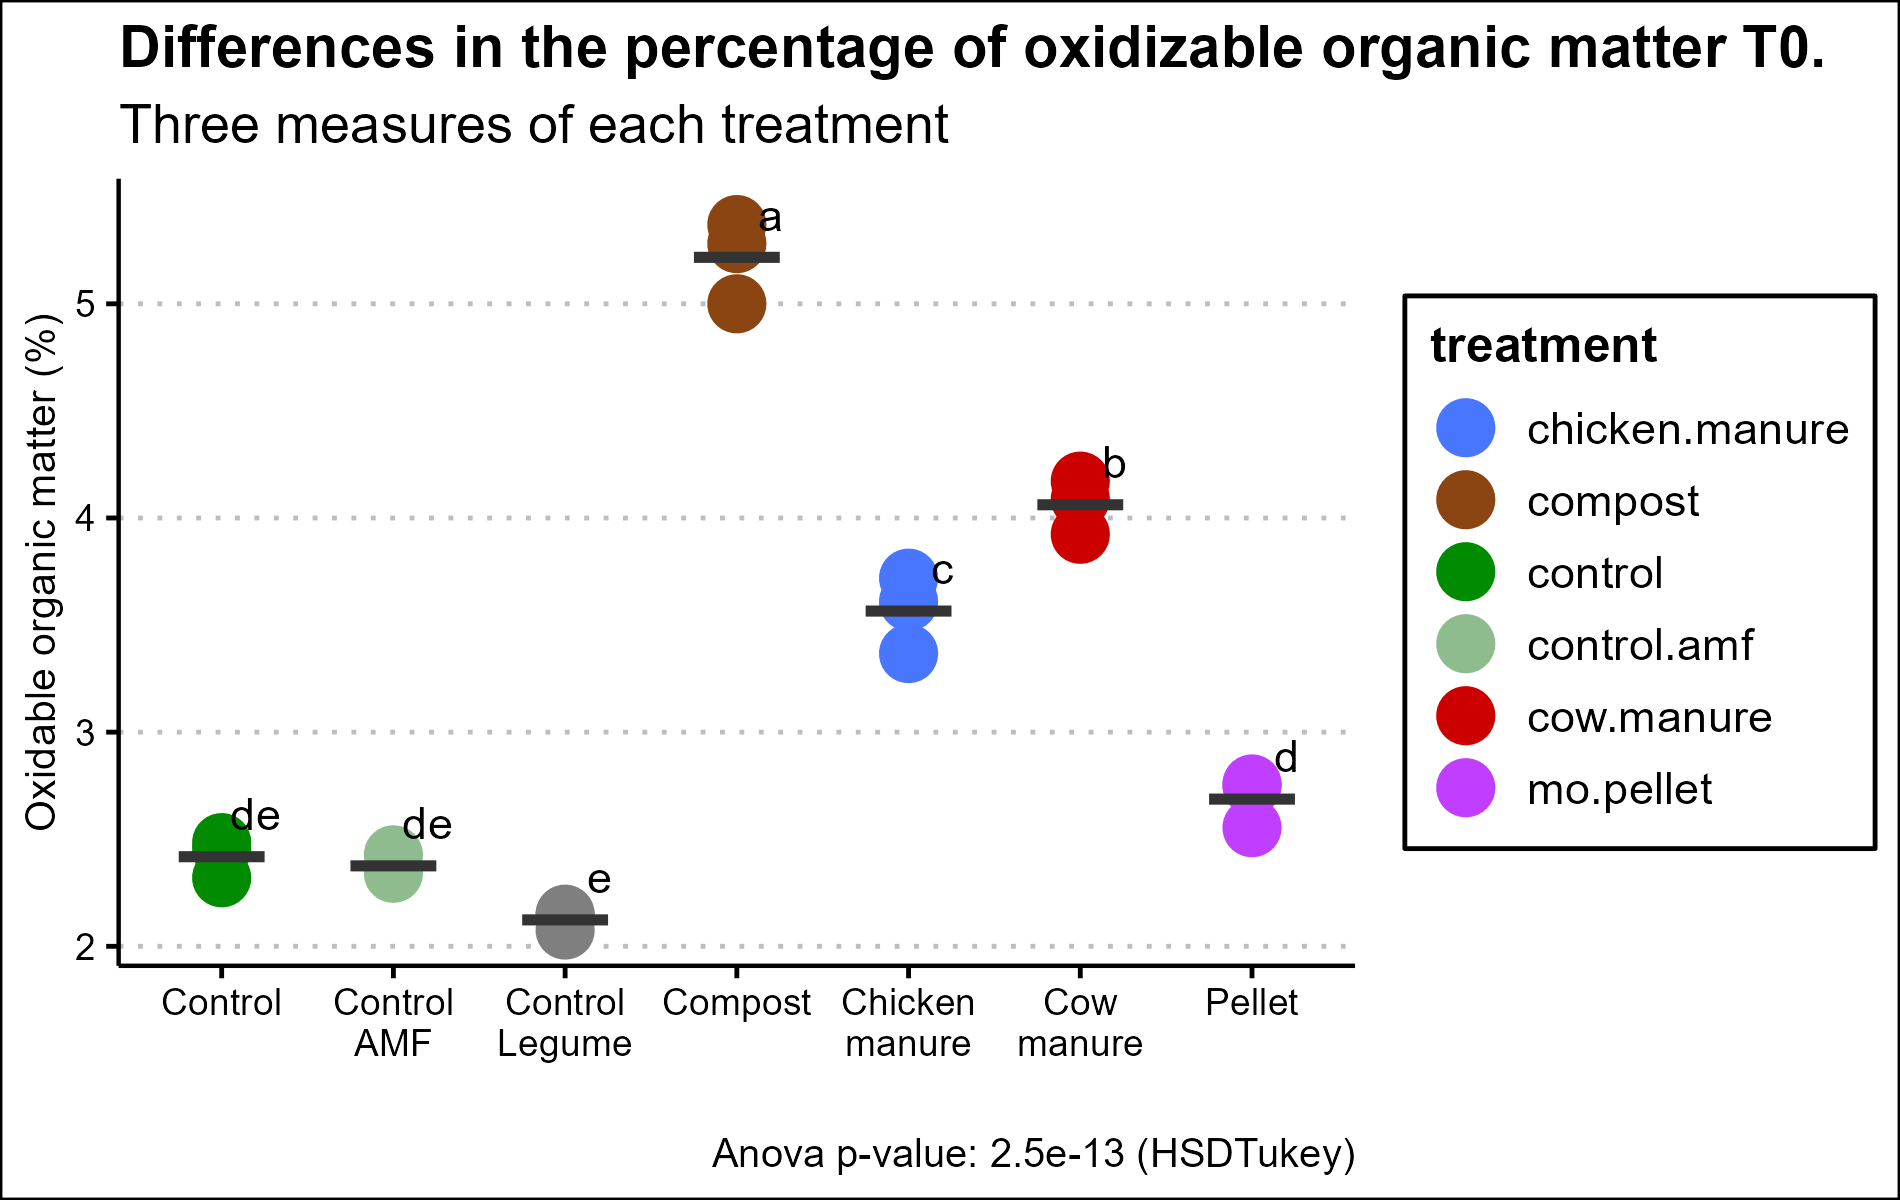 Differences in the percentage of oxidizable organic matter T0.
Three measures of each treatment
Oxidable organic matter (%)
5
4
3
2
a
b
c
d
de
de
e
Control
Control
AMF
Control
Legume
Compost
Chicken
manure
Cow
manure
Pellet
treatment
chicken.manure
compost
control
control.amf
cow.manure
mo.pellet
Anova p-value: 2.5e-13 (HSDTukey)